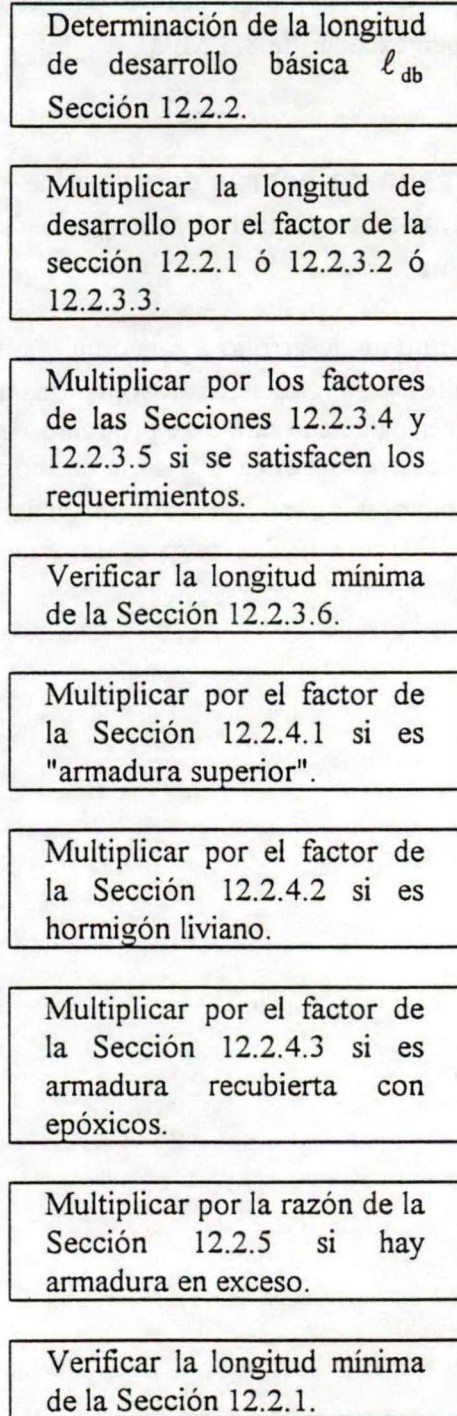 Determinación de la longitud
de desarrollo básica ℓdb
Sección 12.2.2.
Multiplicar la longitud de
desarrollo por el factor de la
sección 12.2.1 ó 12.2.3.2 ó
12.2.3.3.
Multiplicar por los factores
de las Secciones 12.2.3.4 y
12.2.3.5 si se satisfacen los
requerimientos.
Verificar la longitud mínima
de la Sección 12.2.3.6.
Multiplicar por el factor de
la Sección 12.2.4.1 si es
"armadura superior".
Multiplicar por el factor de
la Sección 12.2.4.2 si es
hormigón liviano.
Multiplicar por el factor de
la Sección 12.2.4.3 si es
armadura recubierta con
epóxicos.
Multiplicar por la razón de la
Sección 12.2.5 si hay
armadura en exceso.
Verificar la longitud mínima
de la Sección 12.2.1.